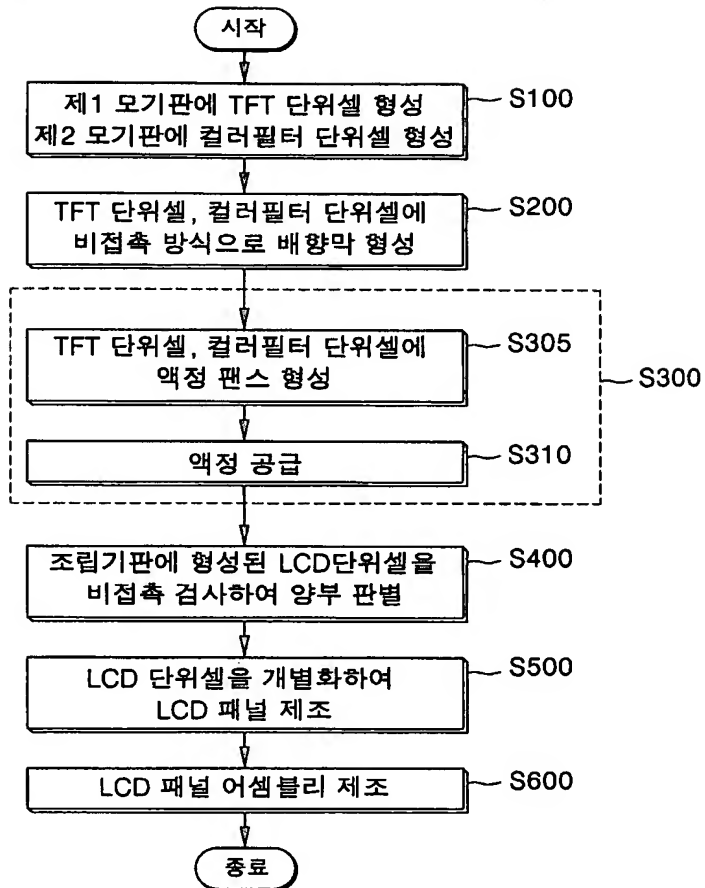 시작
제1 모기판에 TFT 단위셀 형성
제2 모기판에 컬러필터 단위셀 형성
S100
TFT 단위셀, 컬러필터 단위셀에
비접촉 방식으로 배향막 형성
S200
TFT 단위셀, 컬러필터 단위셀에
액정 팬스 형성
S305
S300
액정 공급
S310
조립기판에 형성된 LCD단위셀을
비접촉 검사하여 양부 판별
S400
LCD 단위셀을 개별화하여
LCD 패널 제조
S500
LCD 패널 어셈블리 제조
S600
종료